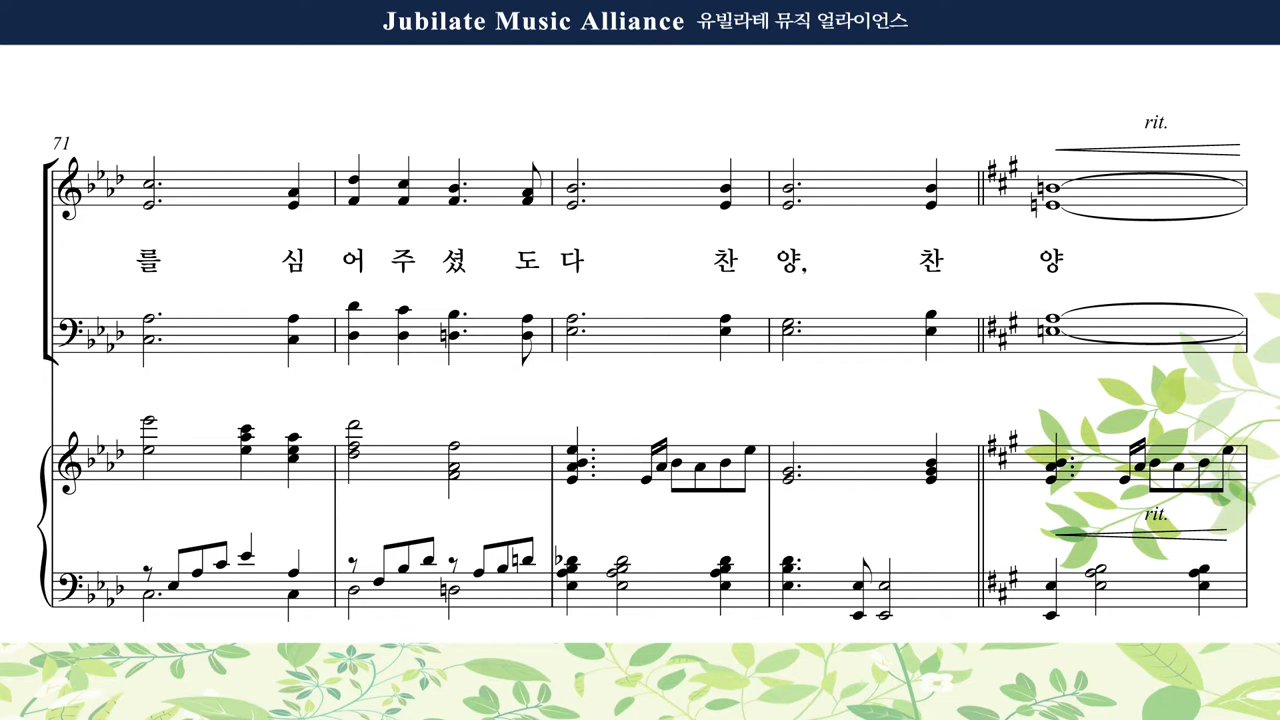 Jubilate Music Alliance 유빌라테 뮤직 얼라이언스
rit.
71
를 심 어 주 셨 도 다 찬 양, 찬 양
rit.